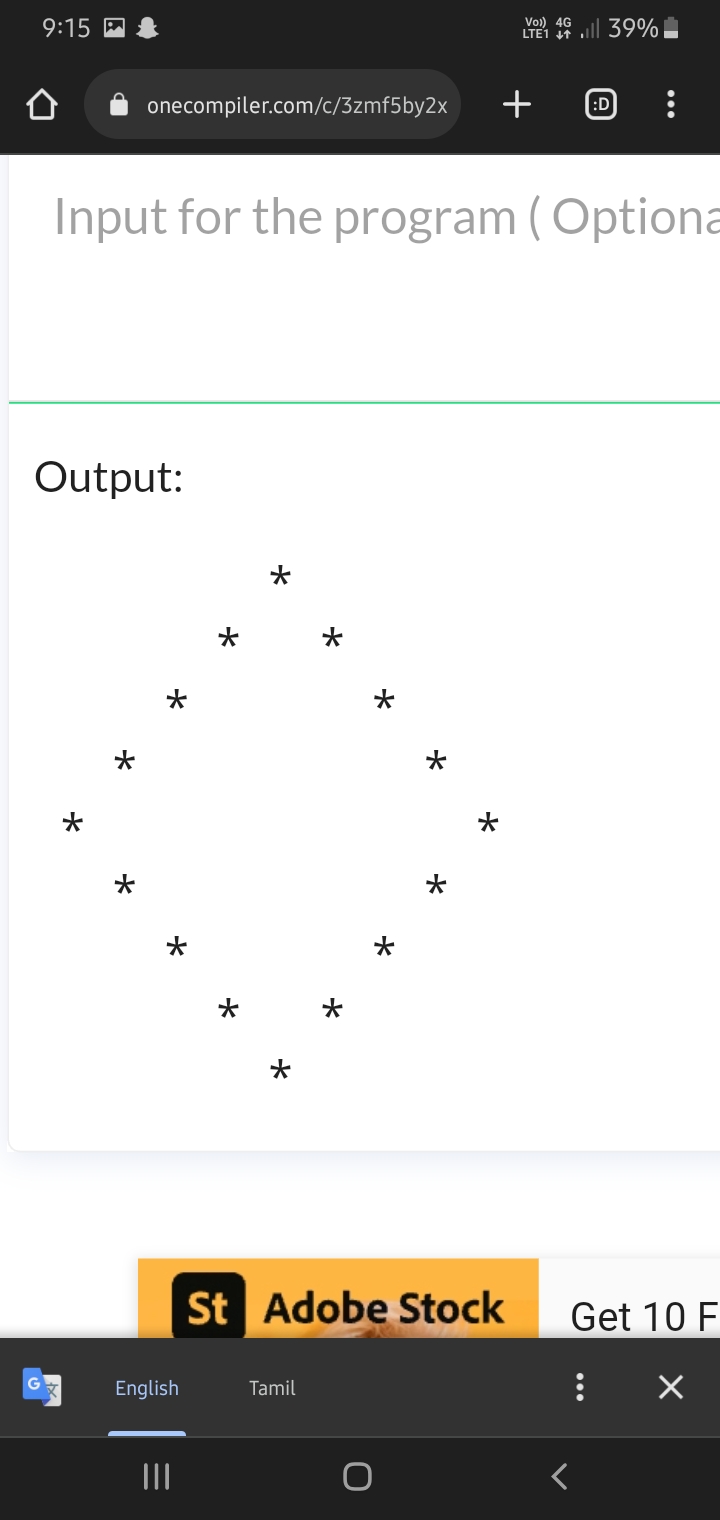 9:15 Vo)) LTE1 4G 39%
onecompiler.com/c/3zmf5by2x :D
Input for the program ( Optiona
Output:
*
* *
* *
* *
* *
* *
* *
* *
*
St Adobe Stock Get 10 F
G 文 English Tamil